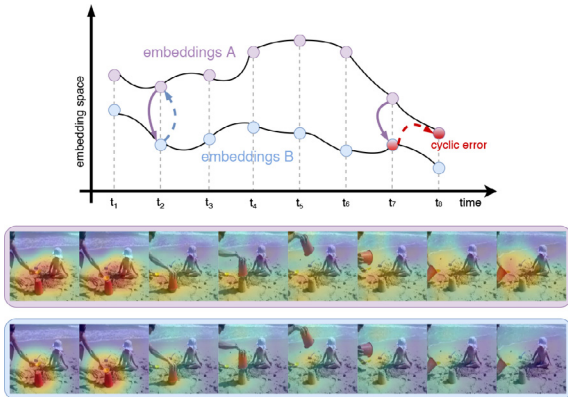 embeddings A
embedding space
embeddings B
cyclic error
t1 t2 t3 t4 t5 t6 t7 t8 time